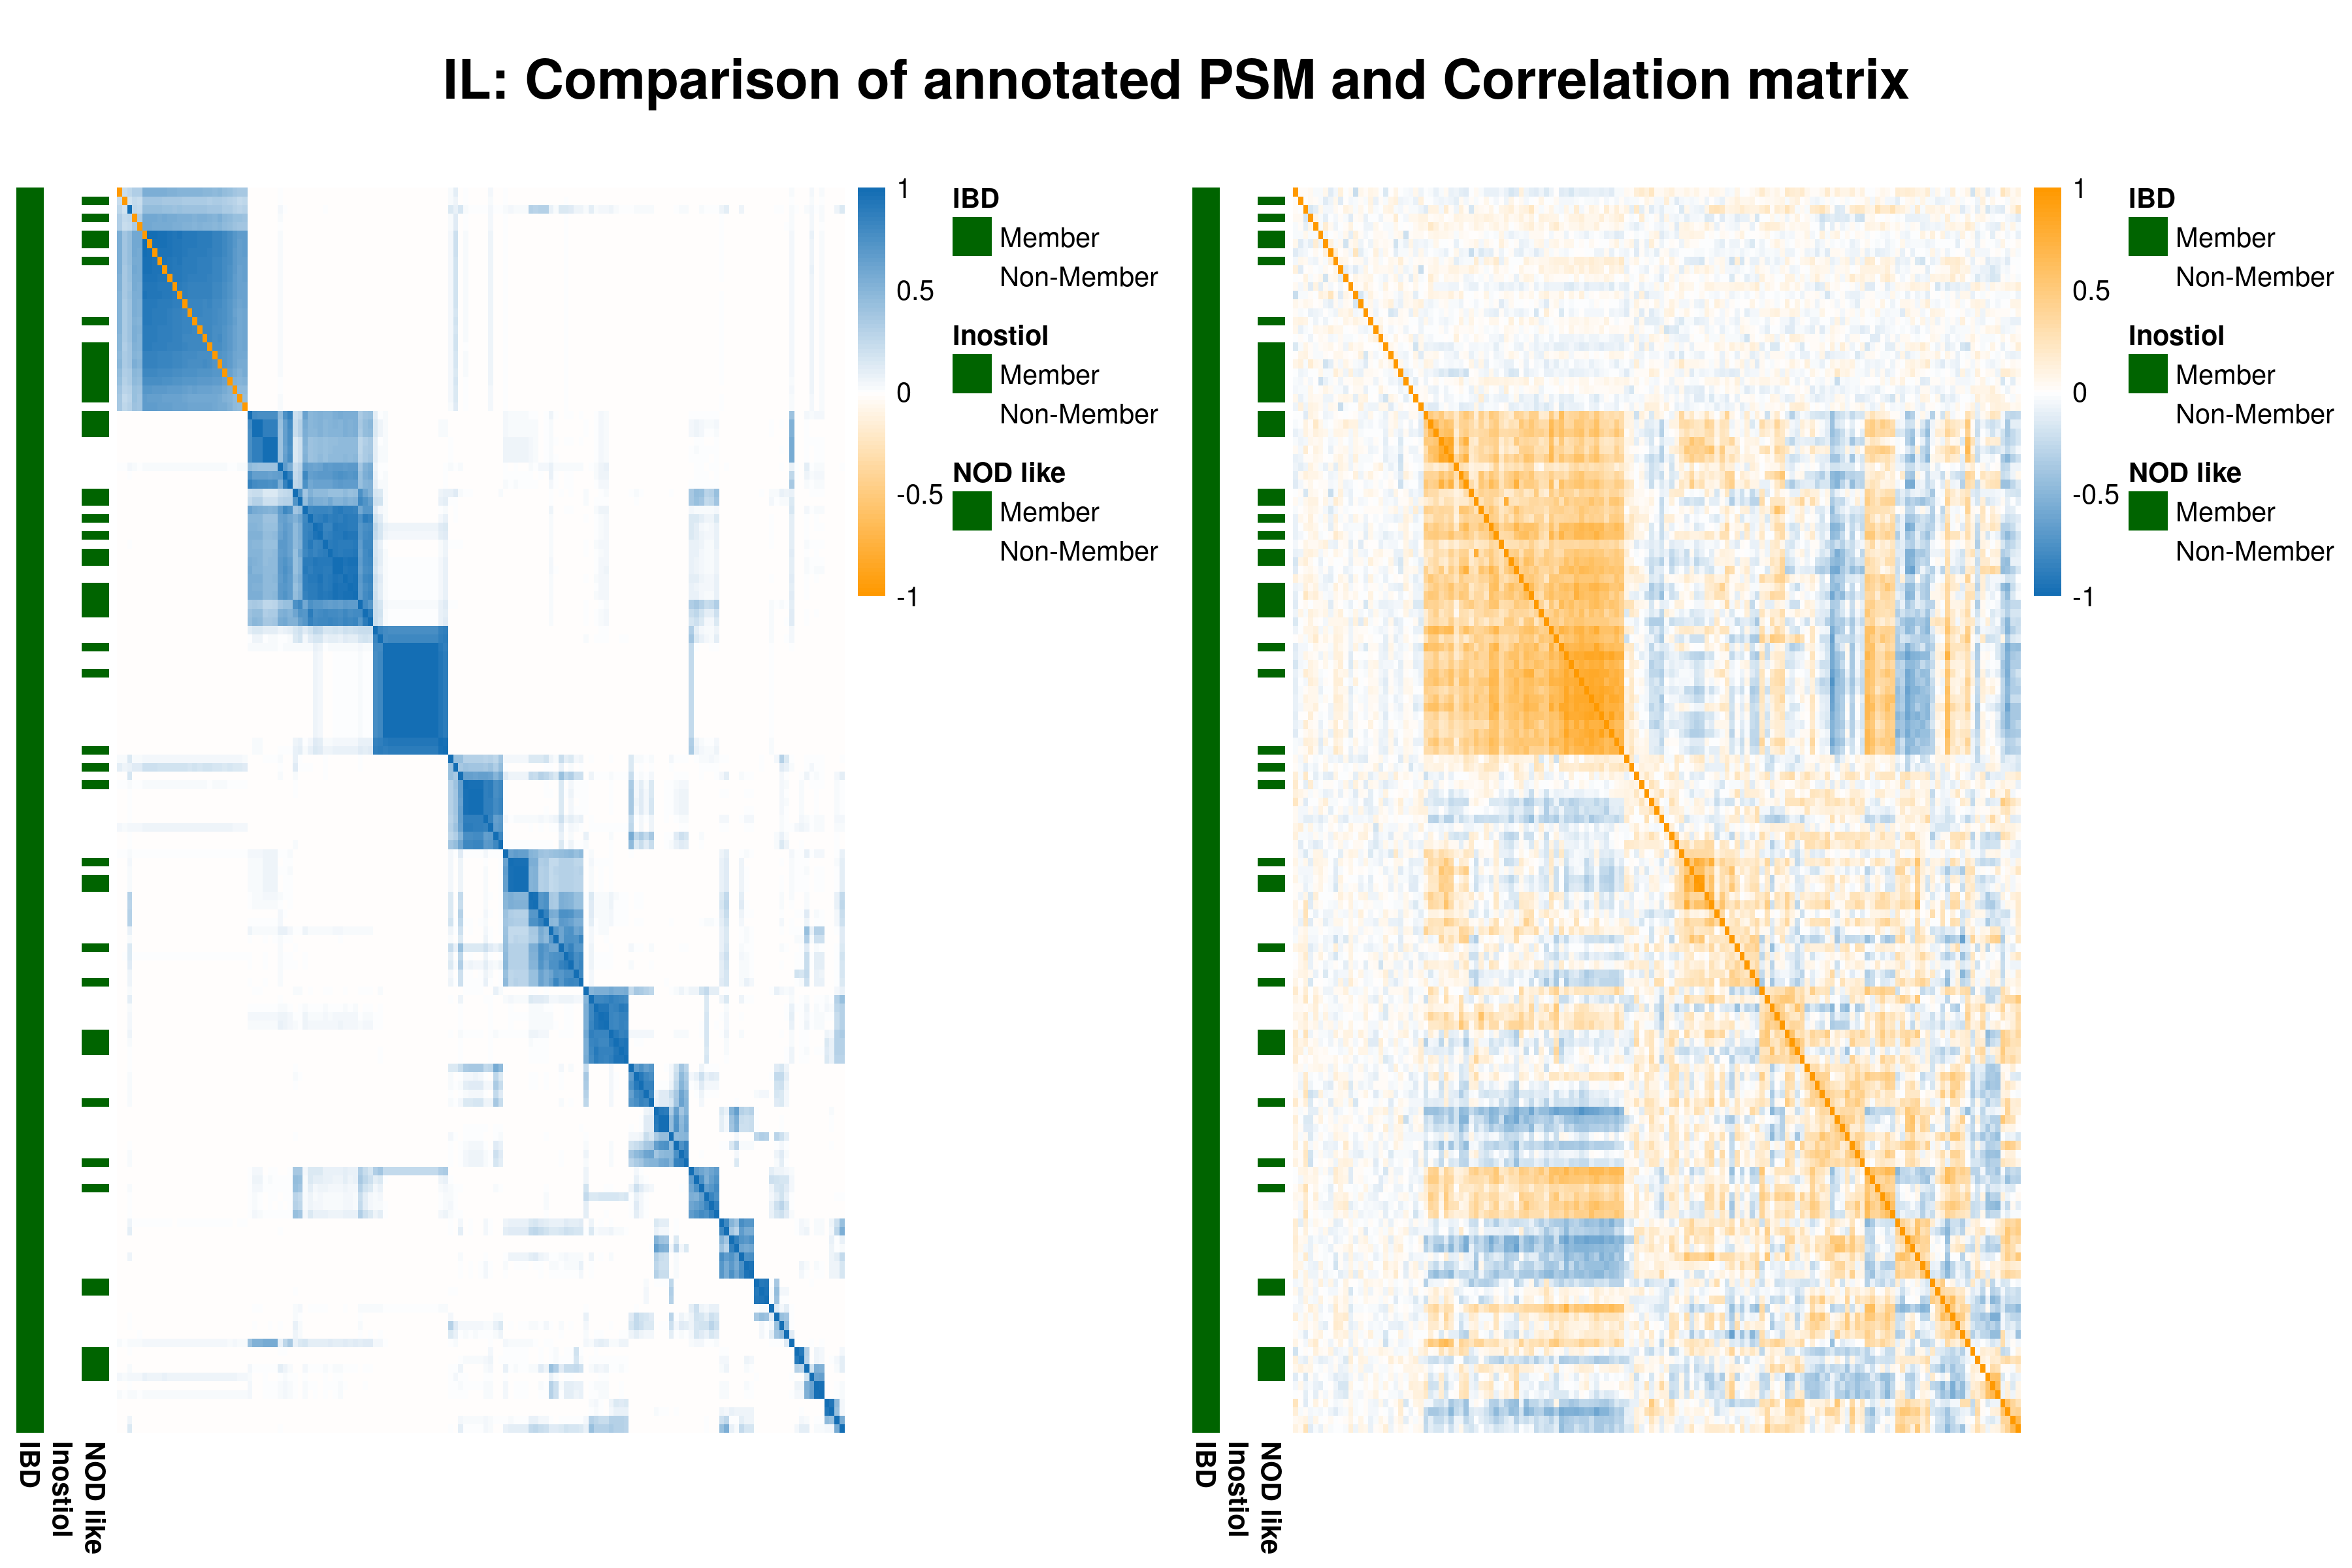 IL: Comparison of annotated PSM and Correlation matrix
1
0.5
0
-0.5
-1
IBD
Member
Non-Member
Inostiol
Member
Non-Member
NOD like
Member
Non-Member
IBD
Inostiol
NOD like
1
0.5
0
-0.5
-1
IBD
Member
Non-Member
Inostiol
Member
Non-Member
NOD like
Member
Non-Member
IBD
Inostiol
NOD like